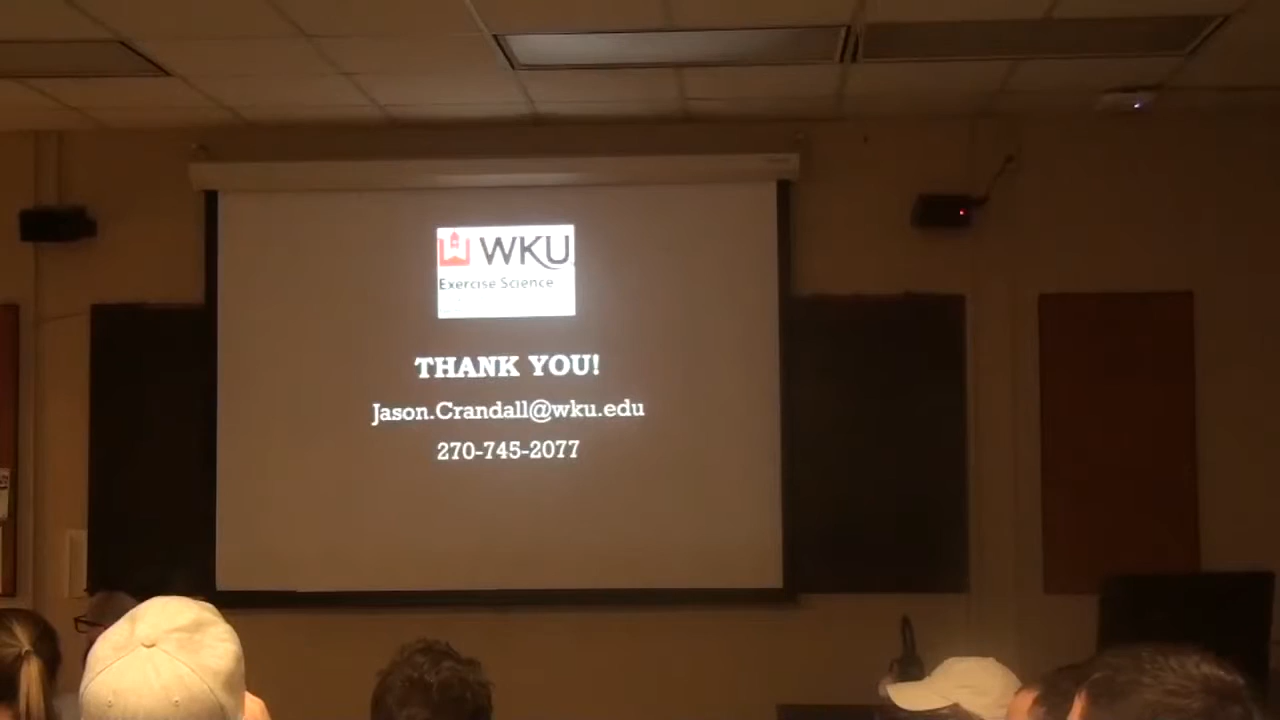 WKU
Exercise Science
THANK YOU!
Jason.Crandall@wku.edu
270-745-2077